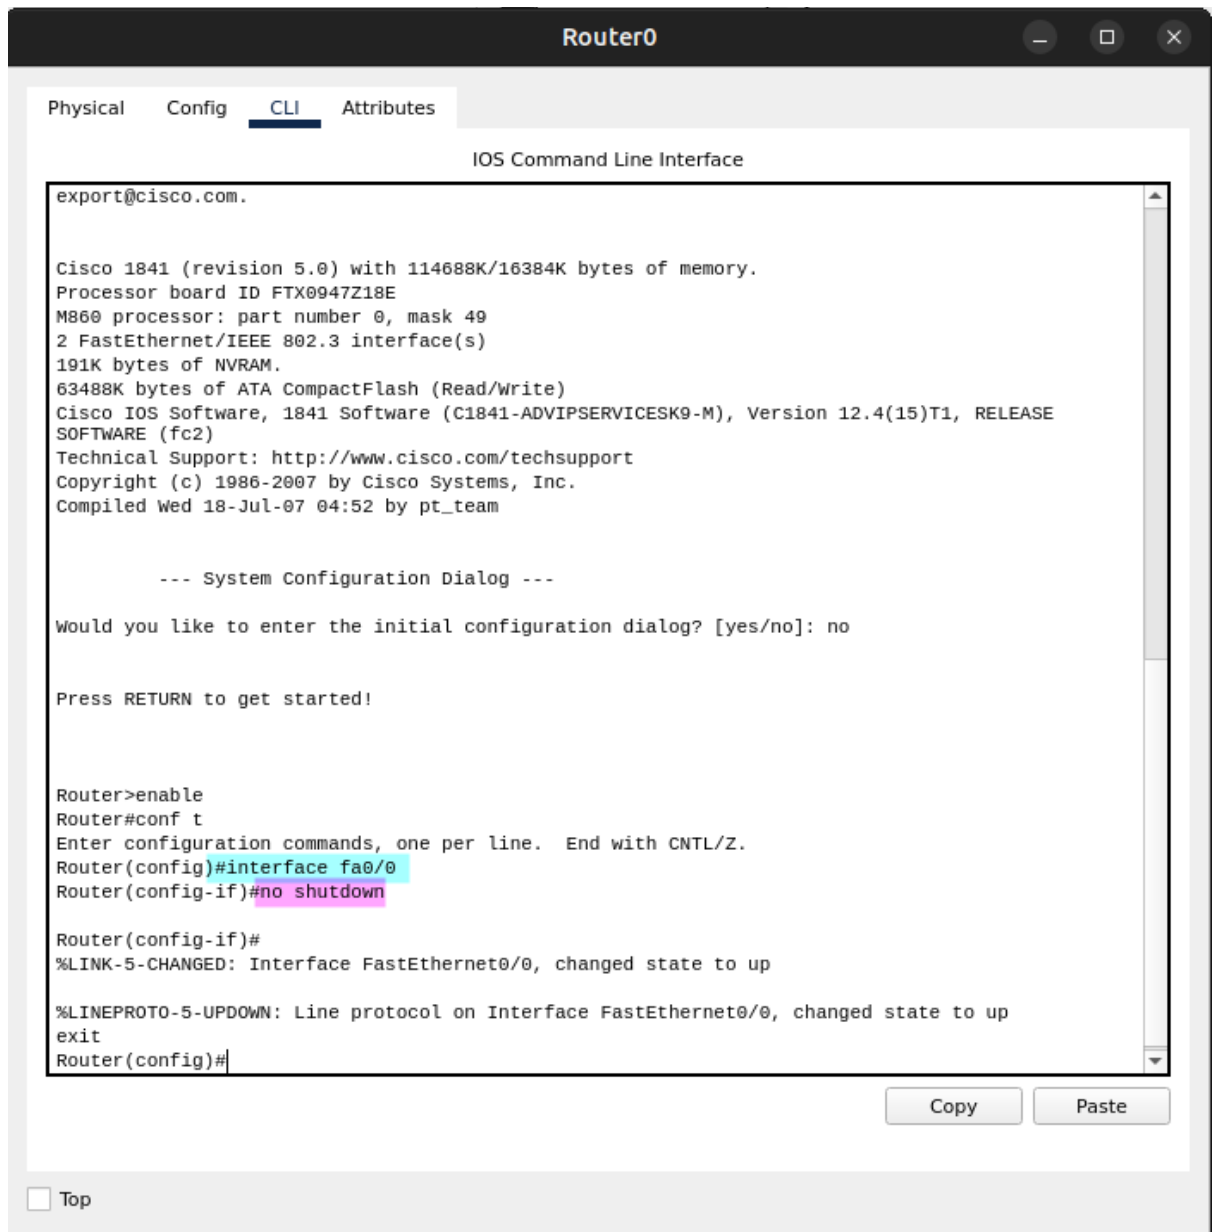 Router0
Physical Config CLI Attributes
IOS Command Line Interface
export@cisco.com.
Cisco 1841 (revision 5.0) with 114688K/16384K bytes of memory.
Processor board ID FTX0947Z18E
M860 processor: part number 0, mask 49
2 FastEthernet/IEEE 802.3 interface(s)
191K bytes of NVRAM.
63488K bytes of ATA CompactFlash (Read/Write)
Cisco IOS Software, 1841 Software (C1841-ADVIPSERVICESK9-M), Version 12.4(15)T1, RELEASE
SOFTWARE (fc2)
Technical Support: http://www.cisco.com/techsupport
Copyright (c) 1986-2007 by Cisco Systems, Inc.
Compiled Wed 18-Jul-07 04:52 by pt_team
--- System Configuration Dialog ---
Would you like to enter the initial configuration dialog? [yes/no]: no
Press RETURN to get started!
Router>enable
Router#conf t
Enter configuration commands, one per line.  End with CNTL/Z.
Router(config)#interface fa0/0
Router(config-if)#no shutdown
Router(config-if)#
%LINK-5-CHANGED: Interface FastEthernet0/0, changed state to up
%LINEPROTO-5-UPDOWN: Line protocol on Interface FastEthernet0/0, changed state to up
exit
Router(config)#
Copy Paste
Top